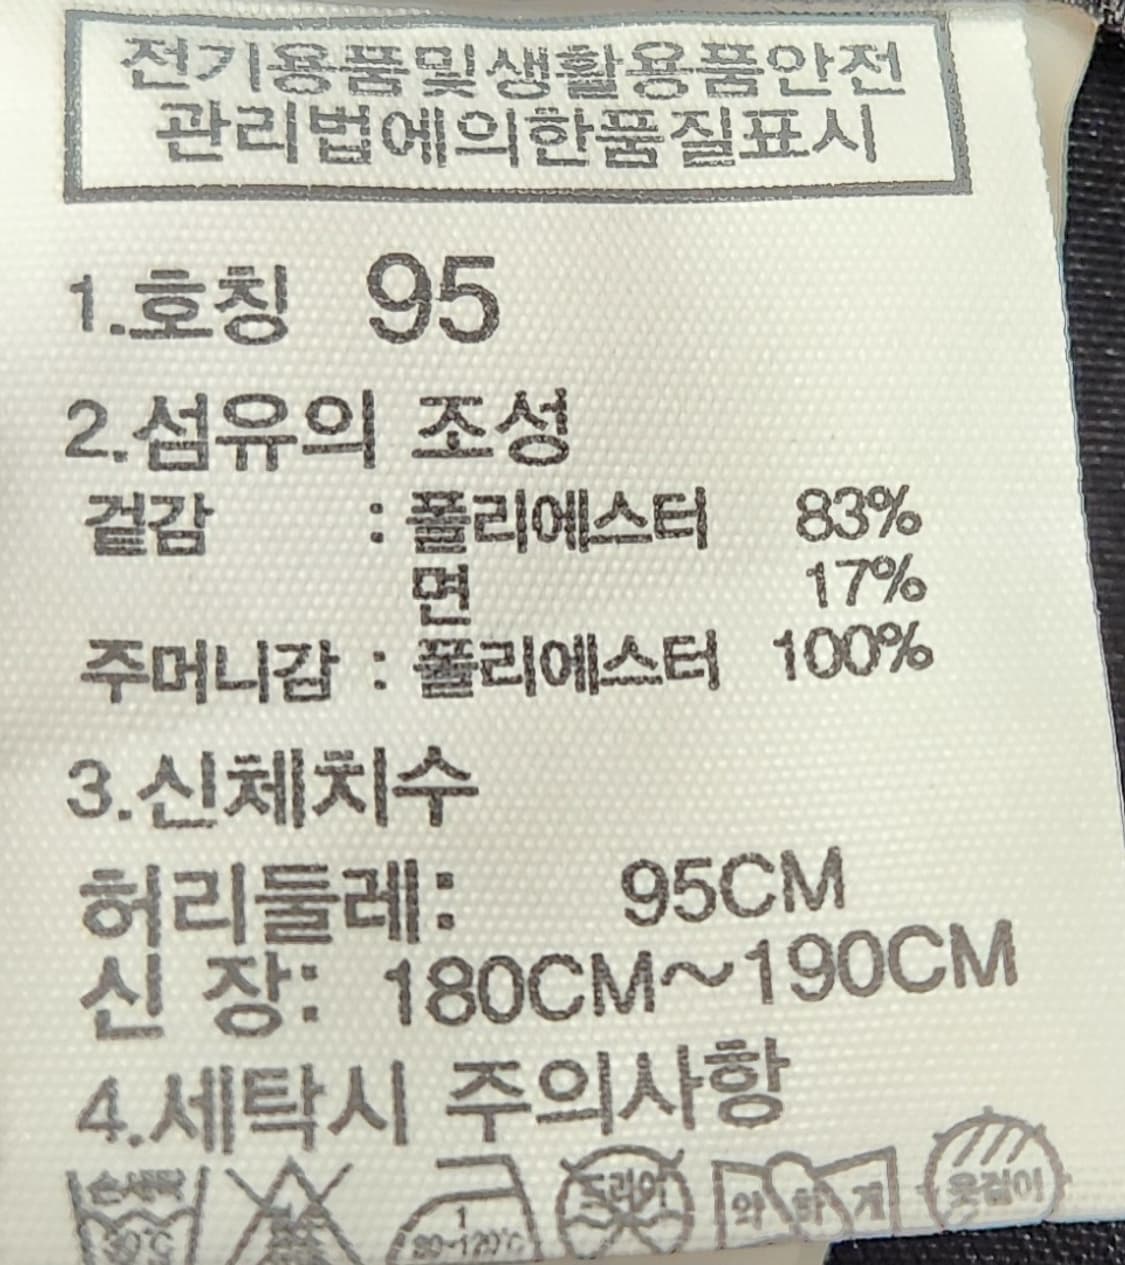 전기용품및생활용품안전
관리법에의한품질표시
1.호칭 95
2.섬유의 조성
겉감 : 폴리에스터 83%
면 17%
주머니감 : 폴리에스터 100%
3.신체치수
허리둘레: 95CM
신 장: 180CM~190CM
4.세탁시 주의사항
손세탁 드라이 약하게 옷걸이
30℃ 1
80~120℃